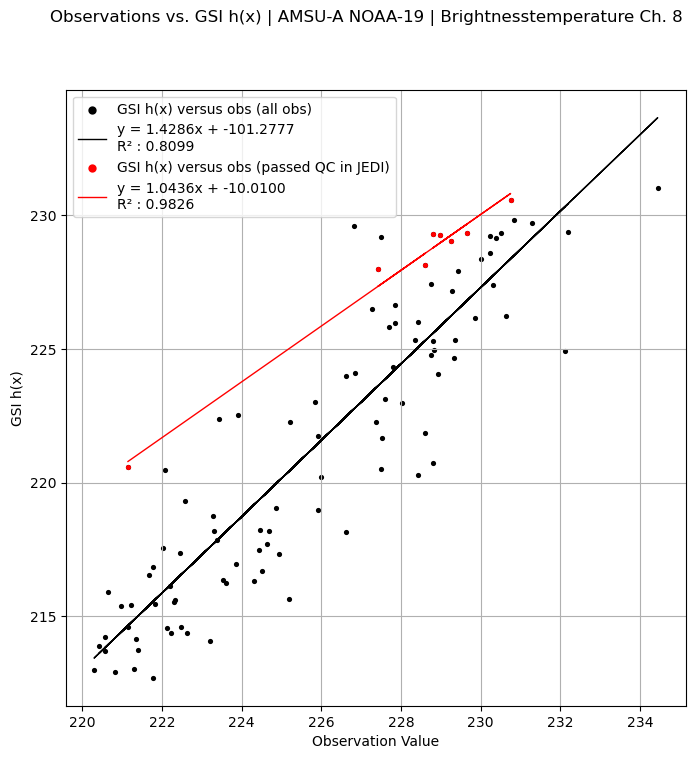 Observations vs. GSI h(x) | AMSU-A NOAA-19 | Brightnesstemperature Ch. 8
GSI h(x) versus obs (all obs)
y = 1.4286x + -101.2777
R² : 0.8099
GSI h(x) versus obs (passed QC in JEDI)
y = 1.0436x + -10.0100
R² : 0.9826
230
225
220
215
GSI h(x)
220 222 224 226 228 230 232 234
Observation Value